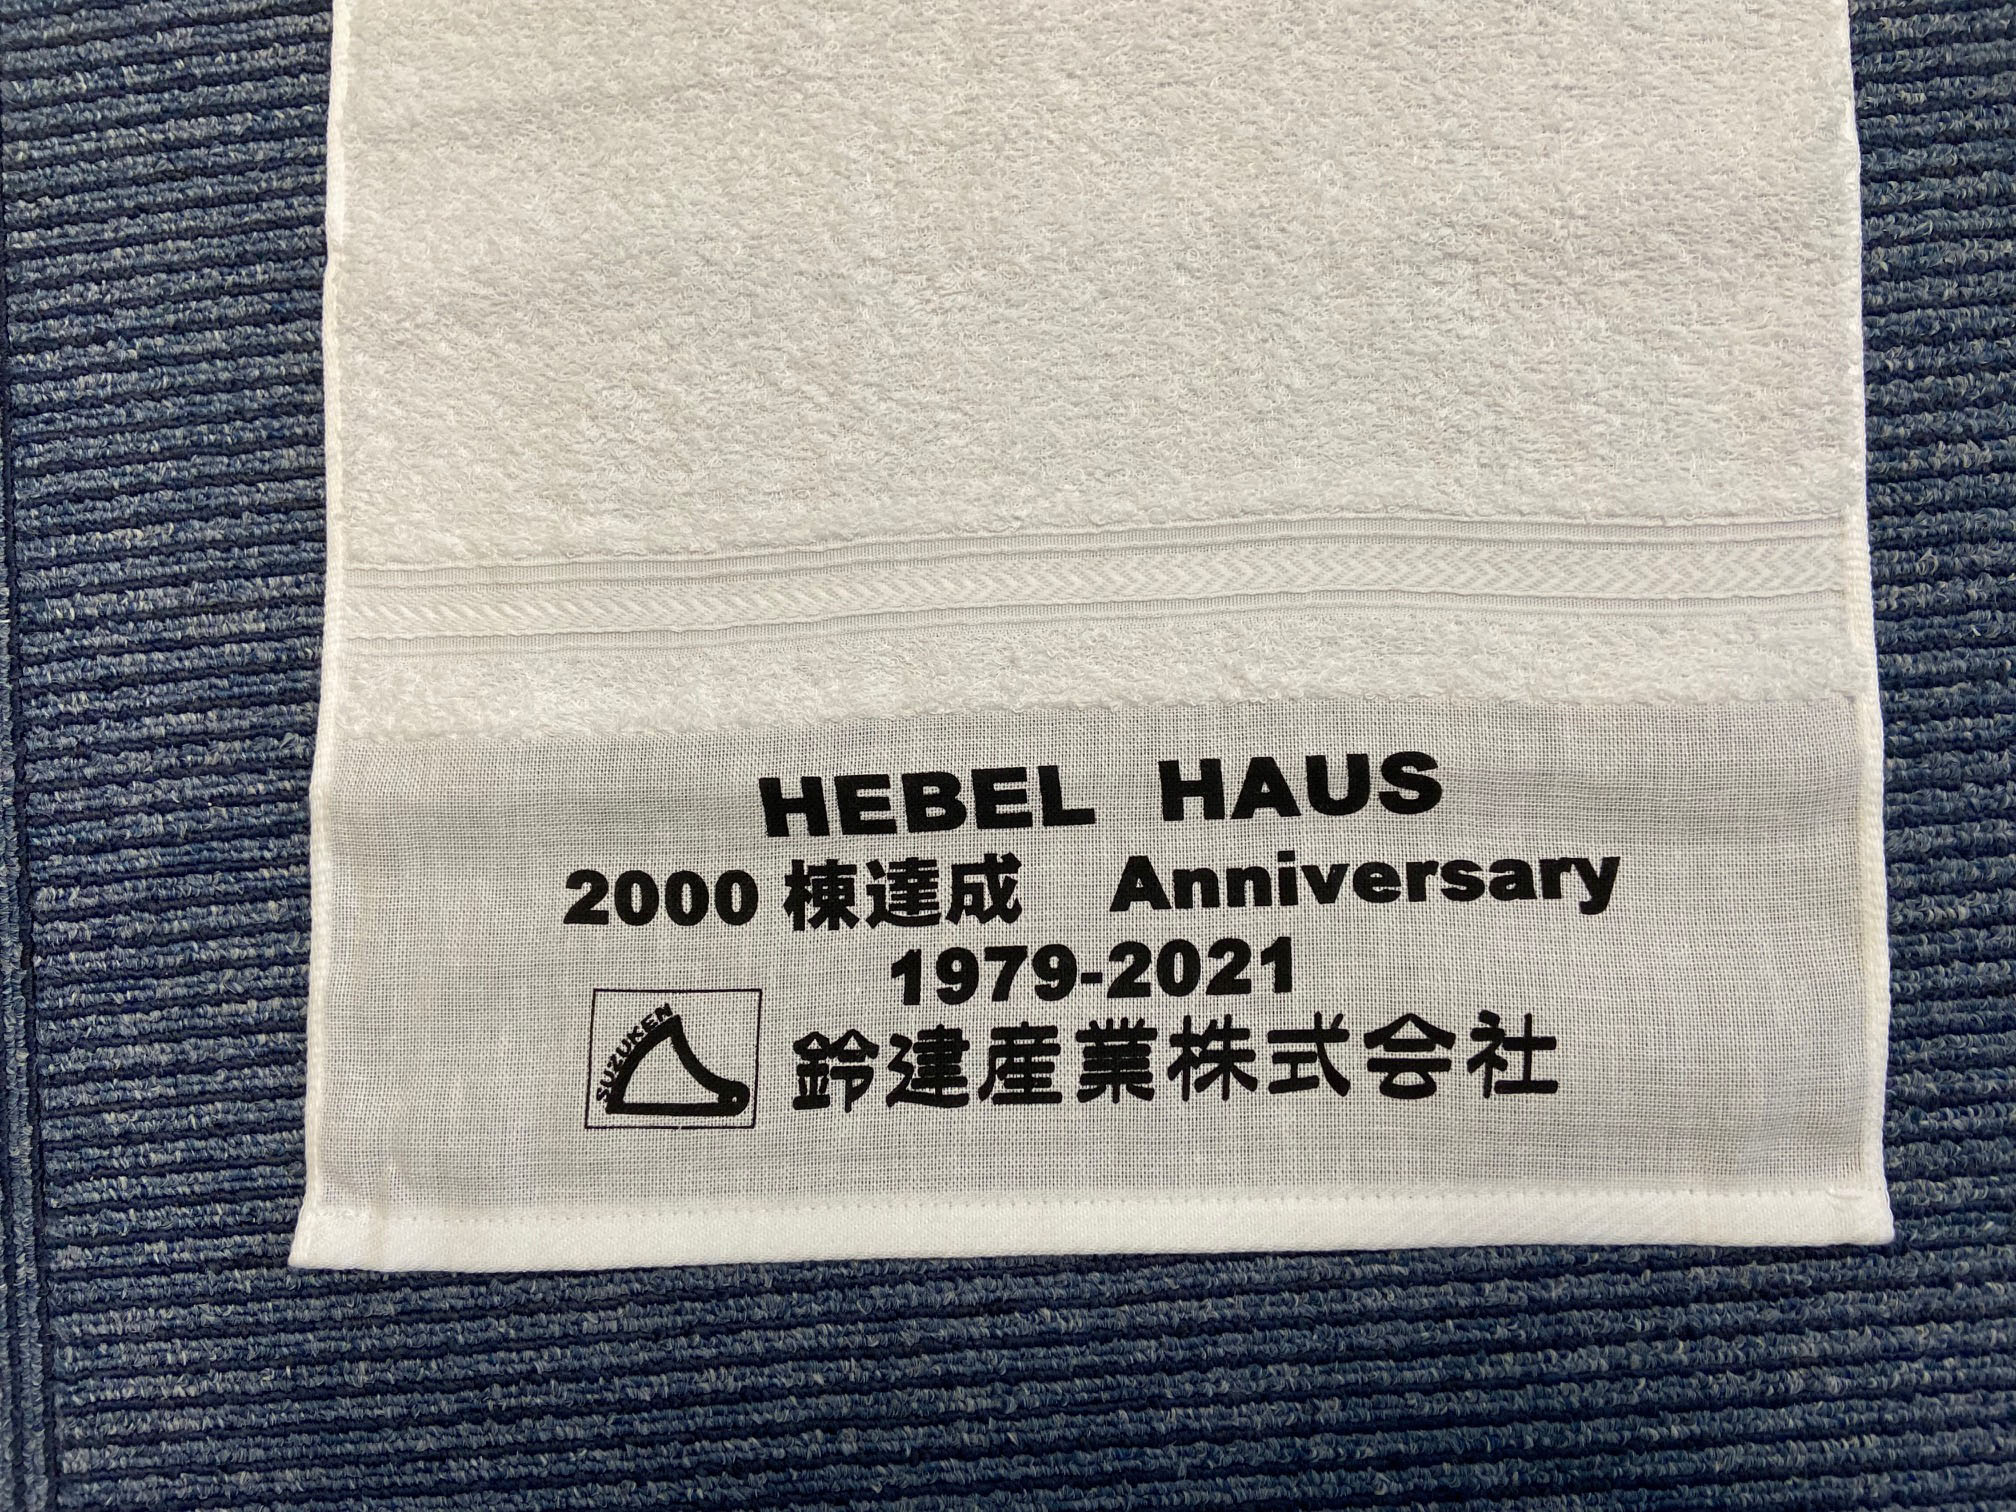 HEBEL HAUS
2000 棟達成 Anniversary
1979-2021
SUZUKEN
鈴建産業株式会社